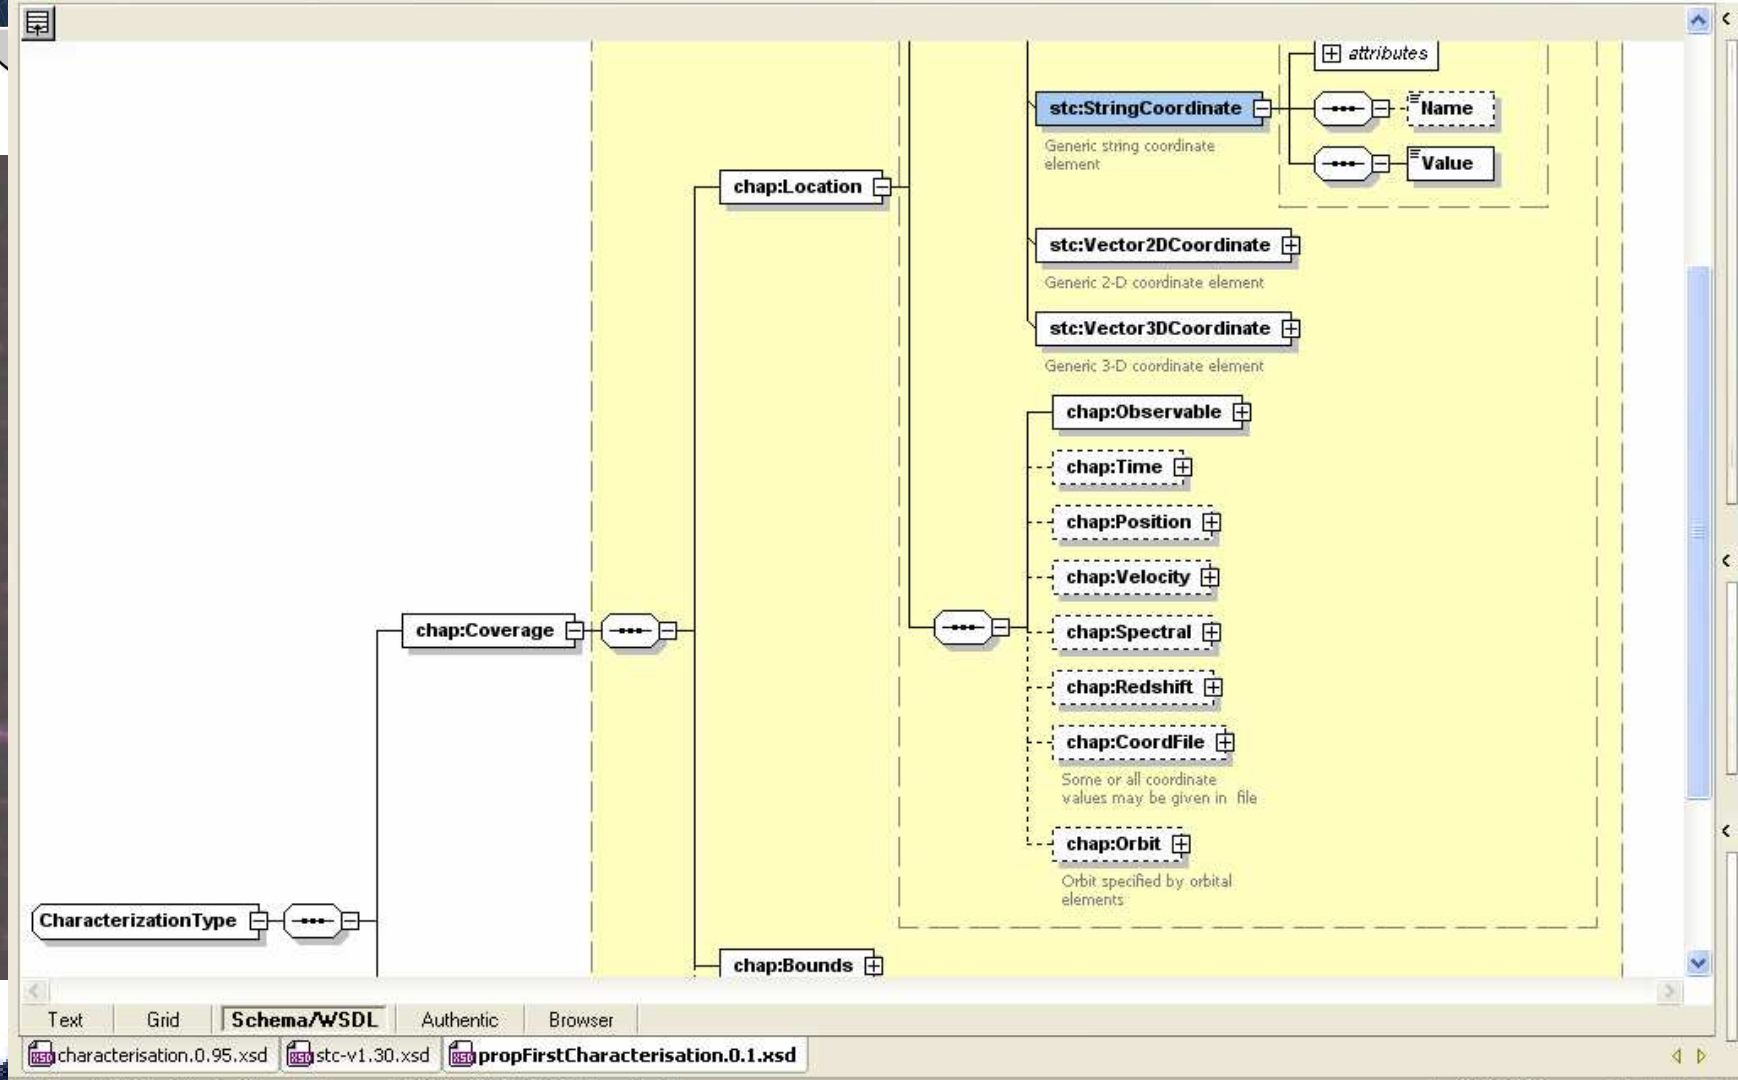 attributes
stc:StringCoordinate
Name
Generic string coordinate
element
Value
chap:Location
stc:Vector2DCoordinate
Generic 2-D coordinate element
stc:Vector3DCoordinate
Generic 3-D coordinate element
chap:Observable
chap:Time
chap:Position
chap:Velocity
chap:Coverage
chap:Spectral
chap:Redshift
chap:CoordFile
Some or all coordinate
values may be given in file
chap:Orbit
Orbit specified by orbital
elements
CharacterizationType
chap:Bounds
Text Grid Schema/WSDL Authentic Browser
XSD characterisation.0.95.xsd XSD stc-v1.30.xsd XSD propFirstCharacterisation.0.1.xsd